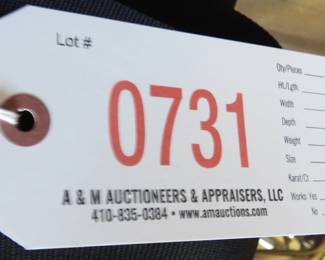 Lot #
0731
Qty/Pieces
Ht./Lgth.
Width
Depth
Weight
Size
Karat/Ct.
Works Yes
No
A & M AUCTIONEERS & APPRAISERS, LLC
410-835-0384 • www.amauctions.com